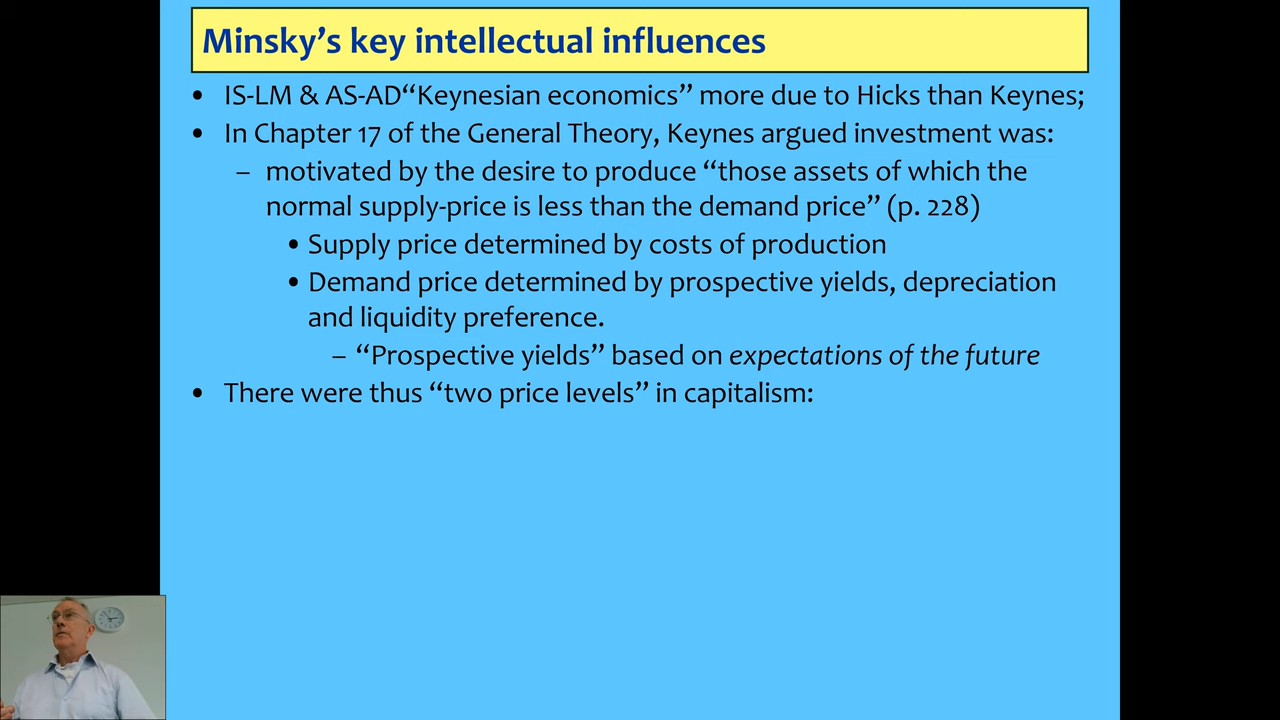 Minsky’s key intellectual influences
• IS-LM & AS-AD“Keynesian economics” more due to Hicks than Keynes;
• In Chapter 17 of the General Theory, Keynes argued investment was:
– motivated by the desire to produce “those assets of which the
normal supply-price is less than the demand price” (p. 228)
• Supply price determined by costs of production
• Demand price determined by prospective yields, depreciation
and liquidity preference.
– “Prospective yields” based on expectations of the future
• There were thus “two price levels” in capitalism: